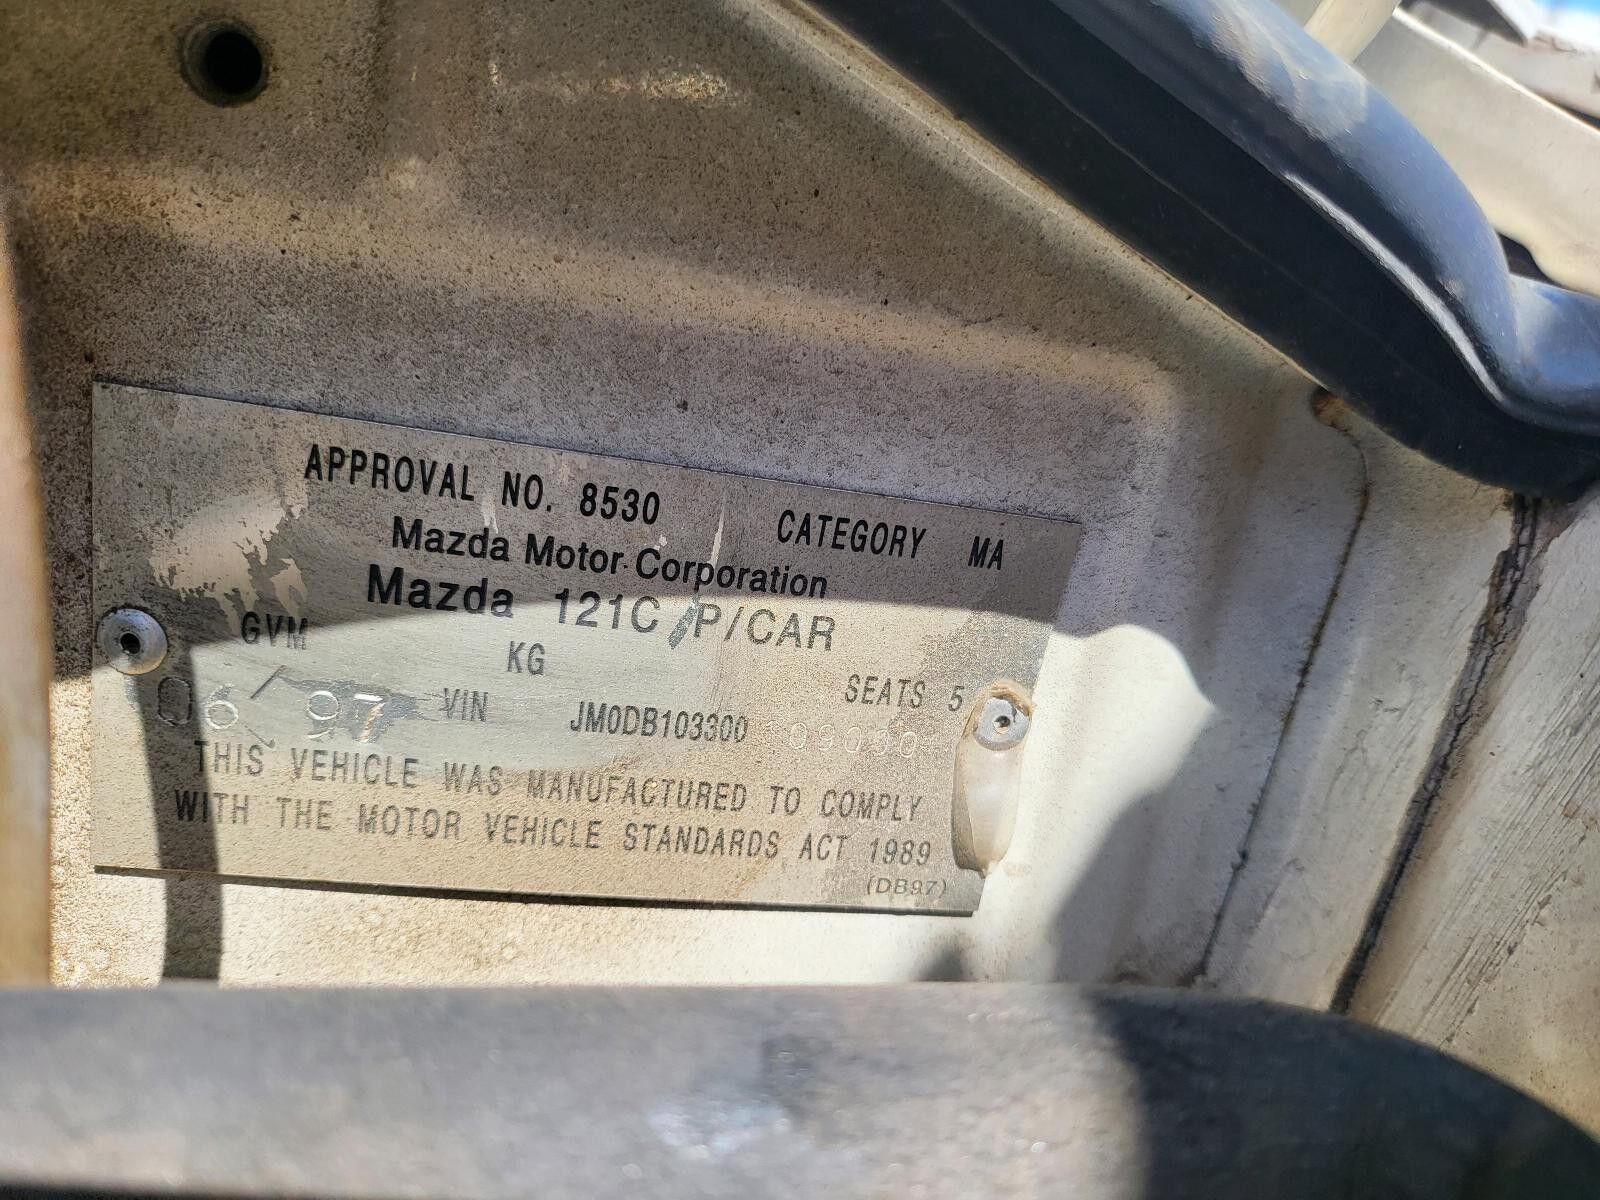 APPROVAL NO. 8530 CATEGORY MA
Mazda Motor Corporation
Mazda 121C P/CAR
GVM KG SEATS 5
06/97 VIN JM0DB103300
THIS VEHICLE WAS MANUFACTURED TO COMPLY
WITH THE MOTOR VEHICLE STANDARDS ACT 1989
(DB97)